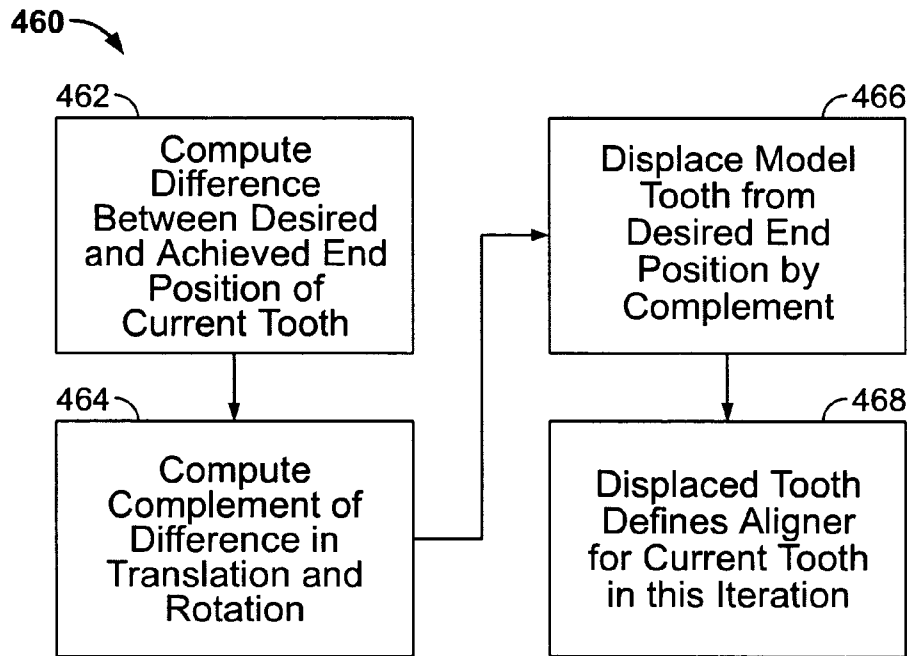 460
462
Compute
Difference
Between Desired
and Achieved End
Position of
Current Tooth
464
Compute
Complement of
Difference in
Translation and
Rotation
466
Displace Model
Tooth from
Desired End
Position by
Complement
468
Displaced Tooth
Defines Aligner
for Current Tooth
in this Iteration